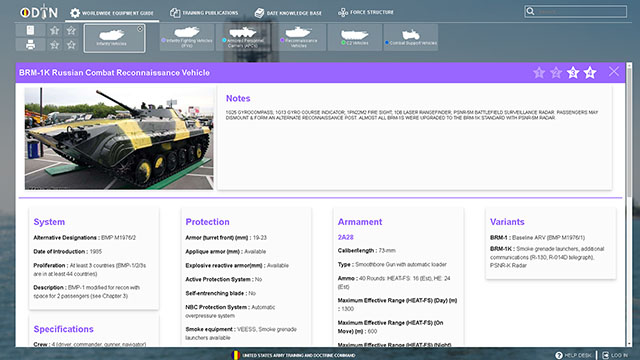 ODIN
WORLDWIDE EQUIPMENT GUIDE
TRAINING PUBLICATIONS
DATE KNOWLEDGE BASE
FORCE STRUCTURE
Search
Infantry Vehicles
Infantry Fighting Vehicles
(IFVs)
Armored Personnel
Carriers (APCs)
Reconnaissance
Vehicles
C2 Vehicles
Combat Support Vehicles
BRM-1K Russian Combat Reconnaissance Vehicle
1 2 3 4
Notes
1G25 GYROCOMPASS, 1G13 GYRO COURSE INDICATOR; 1PN22M2 FIRE SIGHT, 1D8 LASER RANGEFINDER; PSNR-5M BATTLEFIELD SURVEILLANCE RADAR. PASSENGERS MAY
DISMOUNT & FORM AN ALTERNATE RECONNAISSANCE POST. ALMOST ALL BRM-1S WERE UPGRADED TO THE BRM-1K STANDARD WITH PSNR-5M RADAR.
System
Alternative Designations : BMP M1976/2
Date of Introduction : 1985
Proliferation : At least 3 countries (BMP-1/2/3s
are in at least 44 countries)
Description : BMP-1 modified for recon with
space for 2 passengers (see Chapter 3)
Specifications
Crew : 4 (driver, commander, gunner, navigator)
Protection
Armor (turret front) (mm) : 19-23
Applique armor (mm) : Available
Explosive reactive armor(mm) : Available
Active Protection System : No
Self-entrenching blade : No
NBC Protection System : Automatic
overpressure system
Smoke equipment : VEESS, Smoke grenade
launchers available
Armament
2A28
Caliber/length : 73-mm
Type : Smoothbore Gun with automatic loader
Ammo : 40 Rounds: HEAT-FS: 16 (Est), HE: 24
(Est)
Maximum Effective Range (HEAT-FS) (Day) (m)
: 1300
Maximum Effective Range (HEAT-FS) (On
Move) (m) : 600
Maximum Effective Range (HEAT-FS) (Night)
Variants
BRM-1 : Baseline ARV (BMP M1976/1)
BRM-1K : Smoke grenade launchers, additional
communications (R-130, R-014D telegraph),
PSNR-K Radar
UNITED STATES ARMY TRAINING AND DOCTRINE COMMAND
HELP DESK
LOG IN